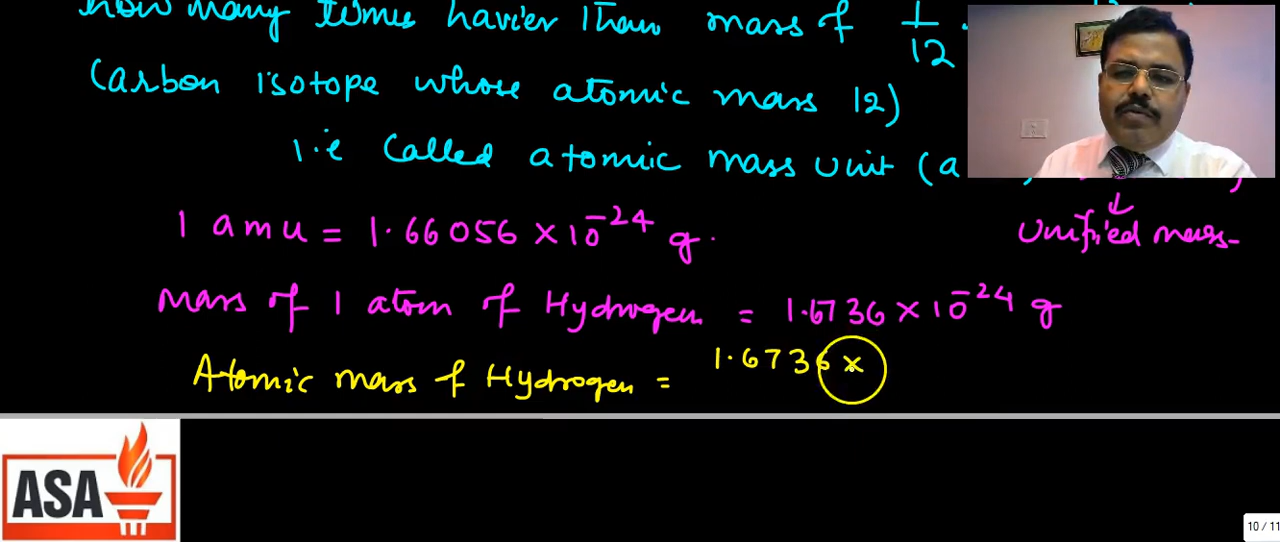 how many times havier than mass of 1/12
Carbon isotope whose atomic mass 12)
i.e called atomic mass unit (a
1 amu = 1.66056 × 10⁻²⁴ g.
Unified mass-
Mass of 1 atom of Hydrogen = 1.6736 × 10⁻²⁴ g
Atomic mass of Hydrogen = 1.6736 ×
ASA
10/11